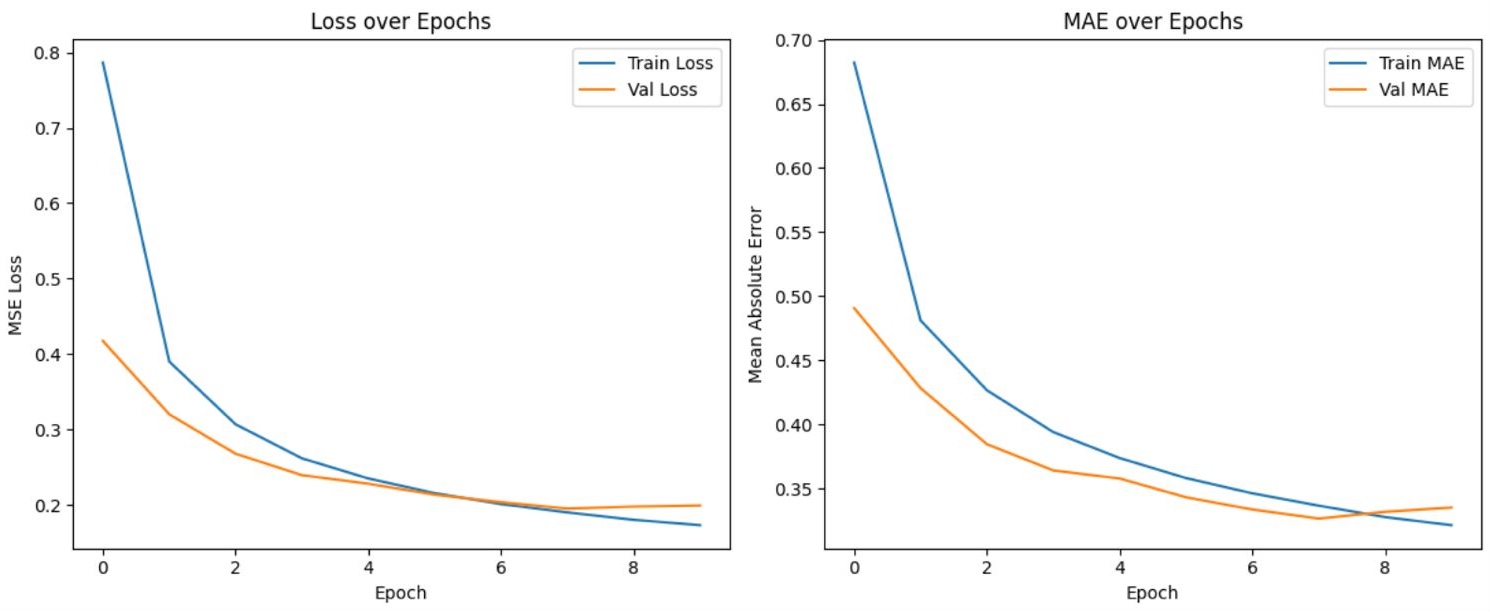 Loss over Epochs
MSE Loss
0.8
0.7
0.6
0.5
0.4
0.3
0.2
Train Loss
Val Loss
0 2 4 6 8
Epoch
MAE over Epochs
Mean Absolute Error
0.70
0.65
0.60
0.55
0.50
0.45
0.40
0.35
Train MAE
Val MAE
0 2 4 6 8
Epoch